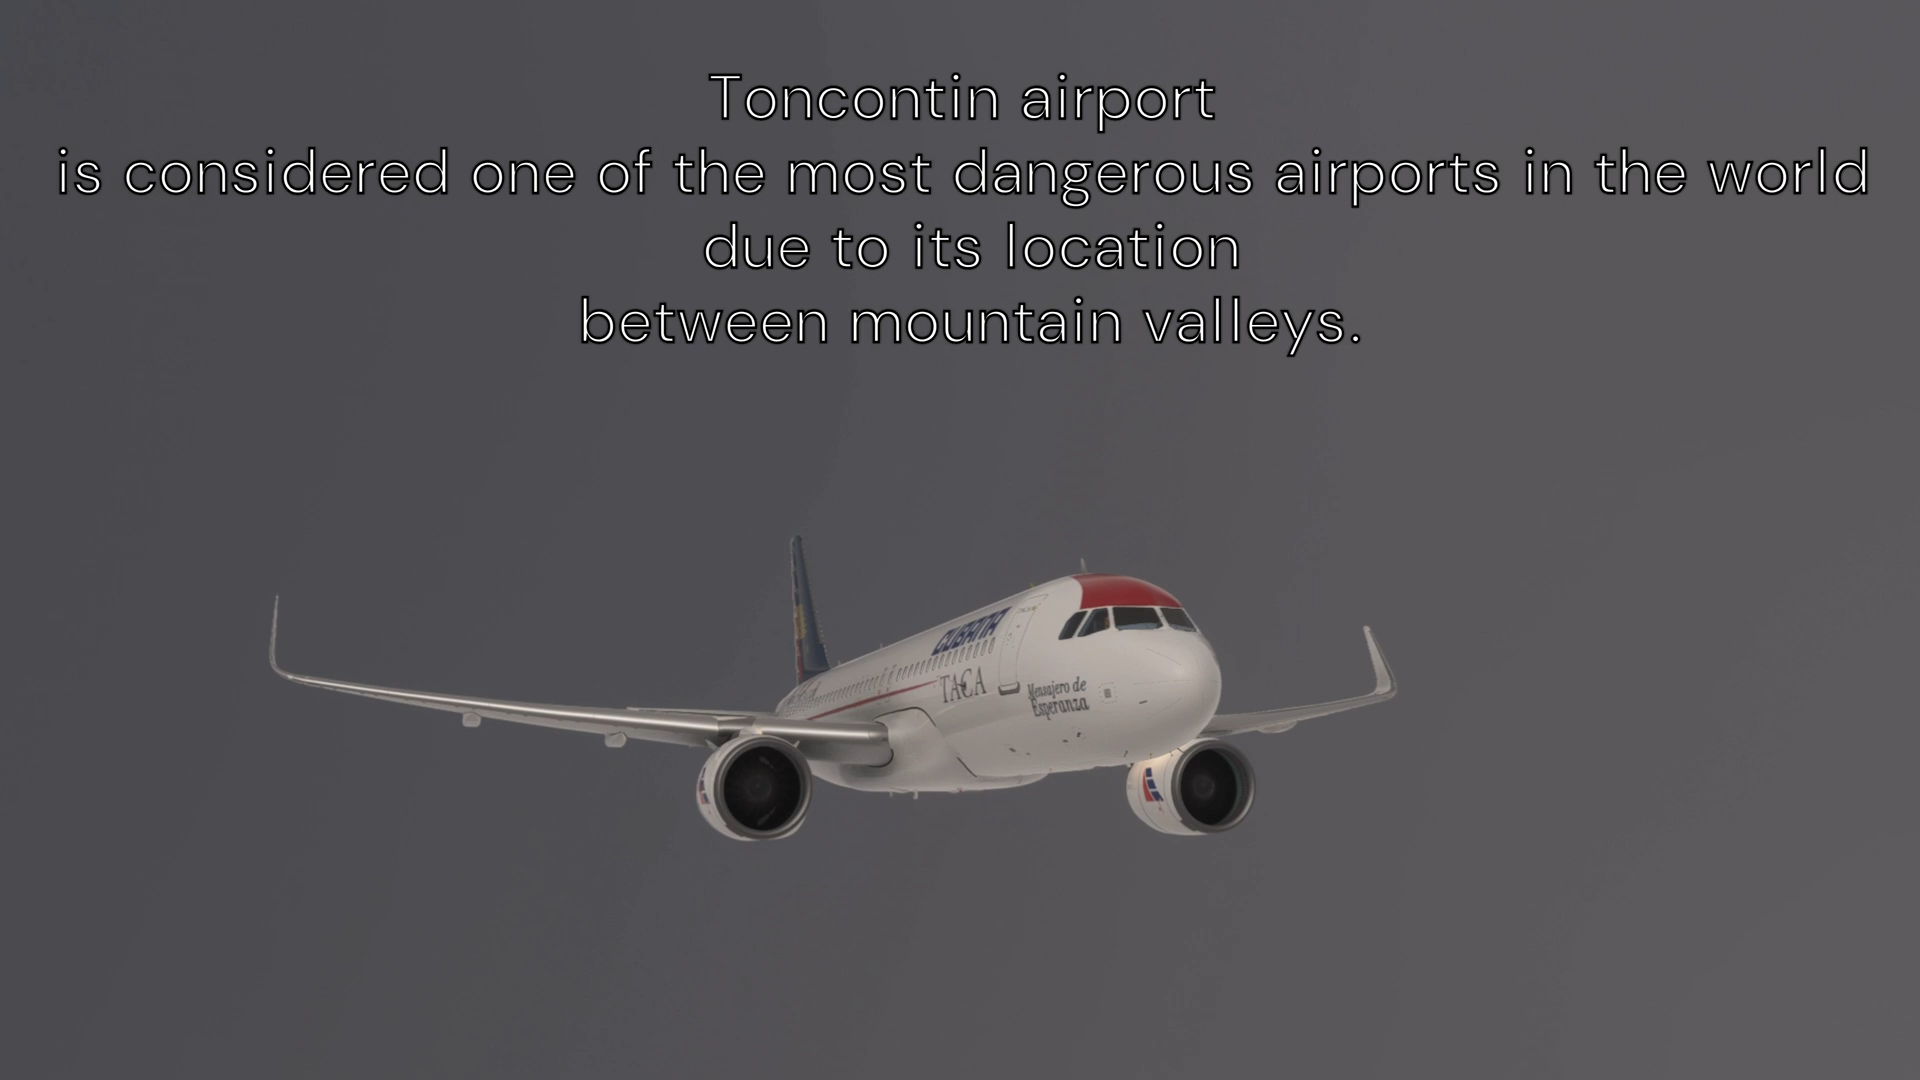 Toncontin airport
is considered one of the most dangerous airports in the world
due to its location
between mountain valleys.
CUBANA
TACA
Mensajero de
Esperanza